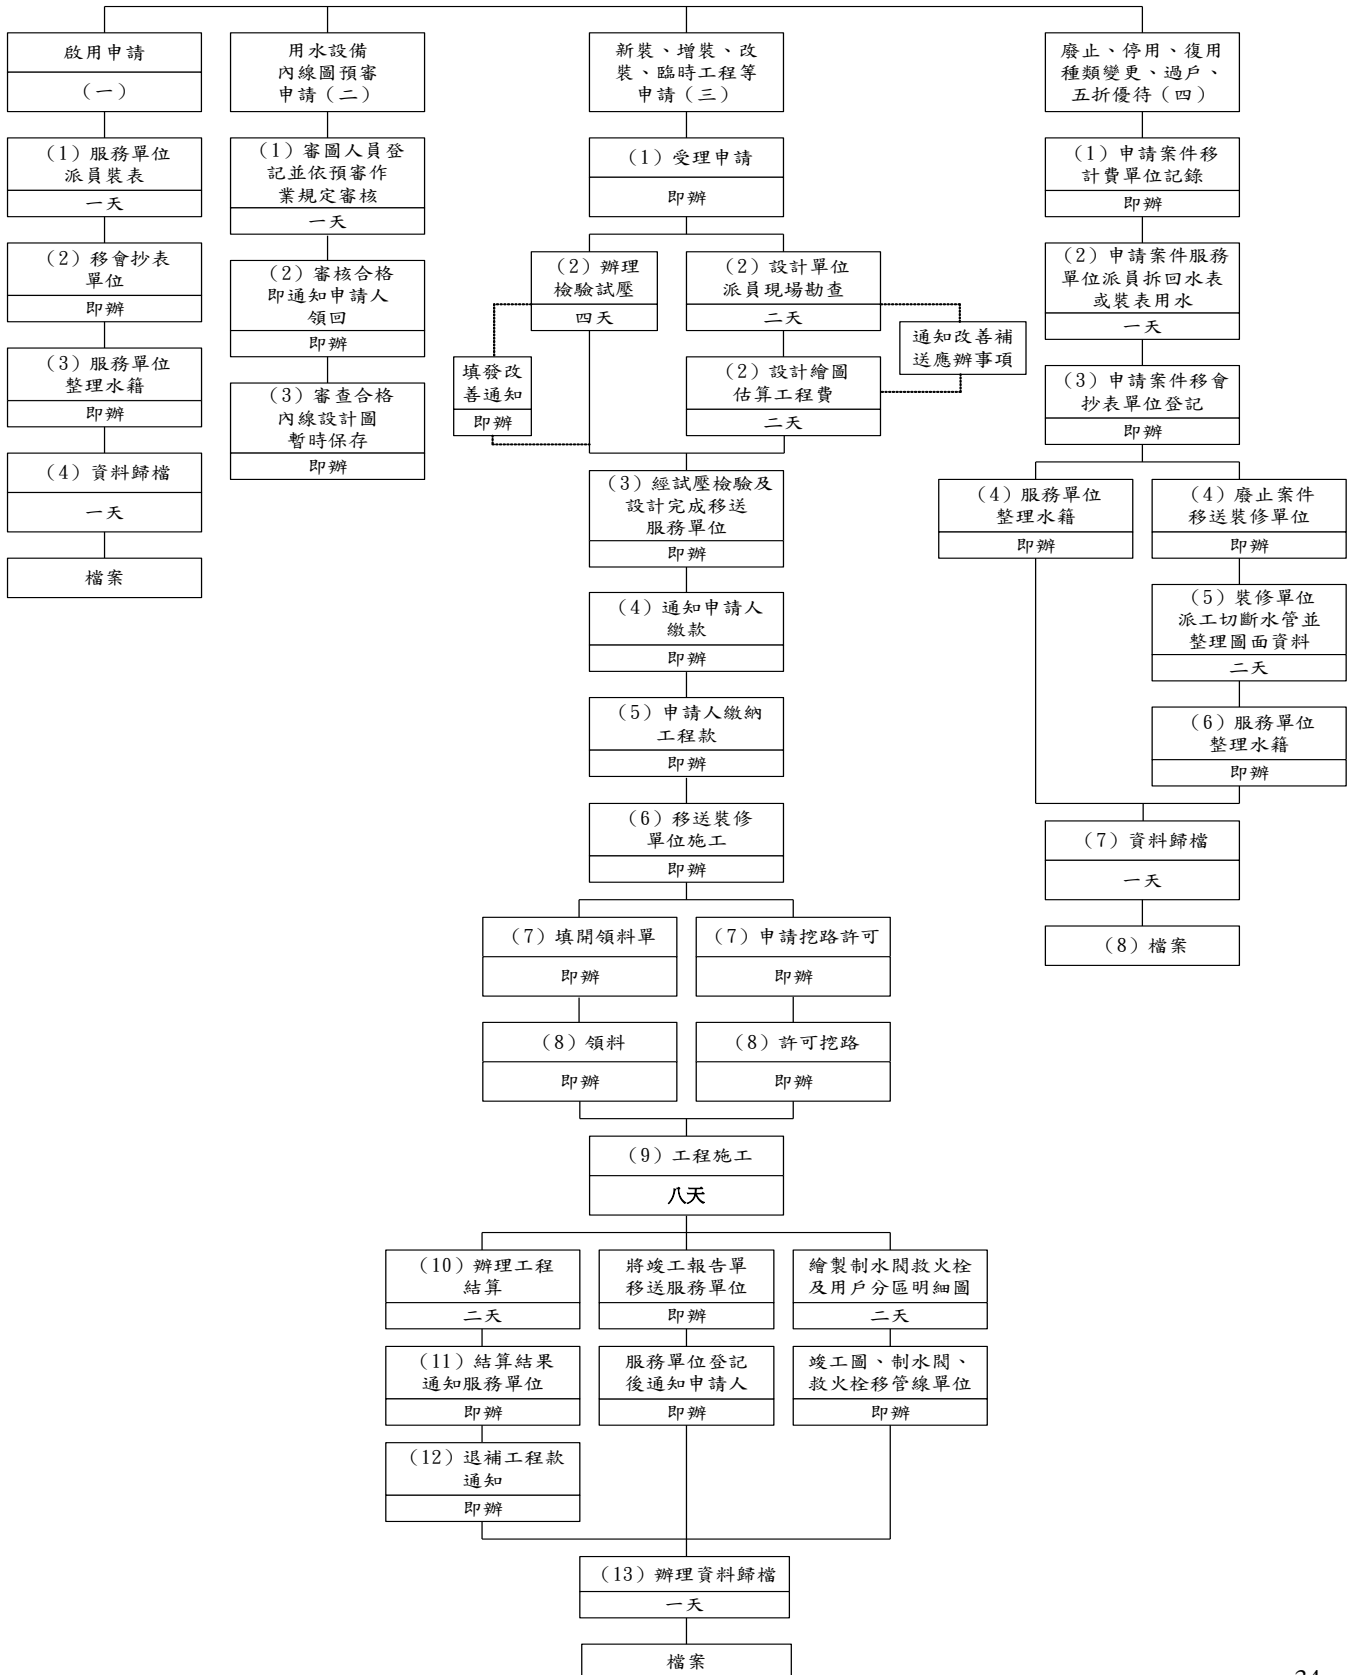 啟用申請
（一）
（1）服務單位
派員裝表
一天
（2）移會抄表
單位
即辦
（3）服務單位
整理水籍
即辦
（4）資料歸檔
一天
檔案
用水設備
內線圖預審
申請（二）
（1）審圖人員登
記並依預審作
業規定審核
一天
（2）審核合格
即通知申請人
領回
即辦
（3）審查合格
內線設計圖
暫時保存
即辦
新裝、增裝、改
裝、臨時工程等
申請（三）
（1）受理申請
即辦
（2）辦理
檢驗試壓
四天
填發改
善通知
即辦
（2）設計單位
派員現場勘查
二天
（2）設計繪圖
估算工程費
二天
通知改善補
送應辦事項
（3）經試壓檢驗及
設計完成移送
服務單位
即辦
（4）通知申請人
繳款
即辦
（5）申請人繳納
工程款
即辦
（6）移送裝修
單位施工
即辦
（7）填開領料單
即辦
（8）領料
即辦
（7）申請挖路許可
即辦
（8）許可挖路
即辦
（9）工程施工
八天
（10）辦理工程
結算
二天
（11）結算結果
通知服務單位
即辦
（12）退補工程款
通知
即辦
將竣工報告單
移送服務單位
即辦
服務單位登記
後通知申請人
即辦
繪製制水閥救火栓
及用戶分區明細圖
二天
竣工圖、制水閥、
救火栓移管線單位
即辦
（13）辦理資料歸檔
一天
檔案
廢止、停用、復用
種類變更、過戶、
五折優待（四）
（1）申請案件移
計費單位記錄
即辦
（2）申請案件服務
單位派員拆回水表
或裝表用水
一天
（3）申請案件移會
抄表單位登記
即辦
（4）服務單位
整理水籍
即辦
（4）廢止案件
移送裝修單位
即辦
（5）裝修單位
派工切斷水管並
整理圖面資料
二天
（6）服務單位
整理水籍
即辦
（7）資料歸檔
一天
（8）檔案